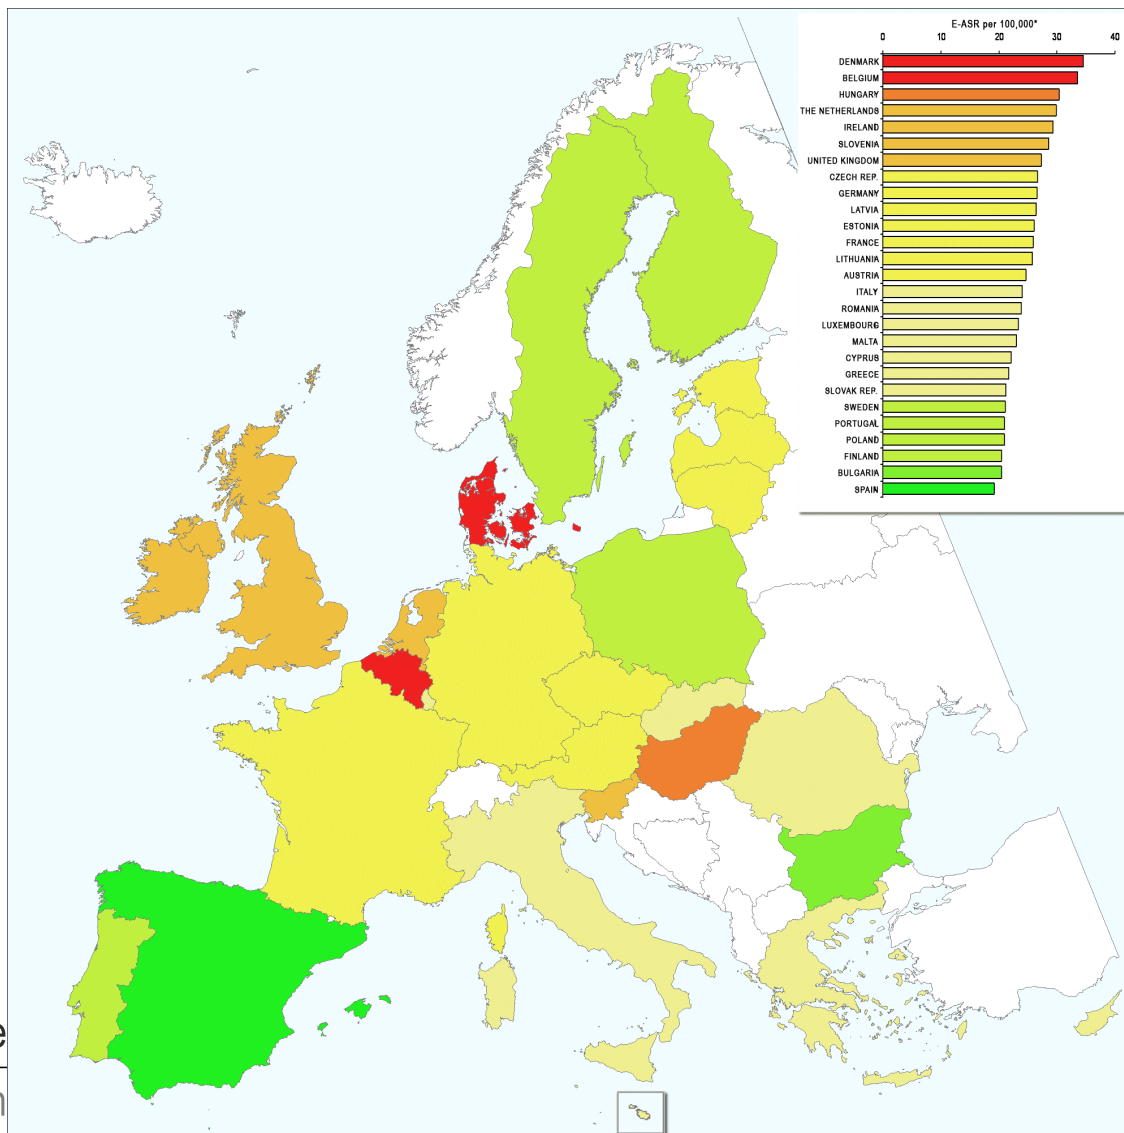 E-ASR per 100,000*
0 10 20 30 40
DENMARK
BELGIUM
HUNGARY
THE NETHERLANDS
IRELAND
SLOVENIA
UNITED KINGDOM
CZECH REP.
GERMANY
LATVIA
ESTONIA
FRANCE
LITHUANIA
AUSTRIA
ITALY
ROMANIA
LUXEMBOURG
MALTA
CYPRUS
GREECE
SLOVAK REP.
SWEDEN
PORTUGAL
POLAND
FINLAND
BULGARIA
SPAIN
e